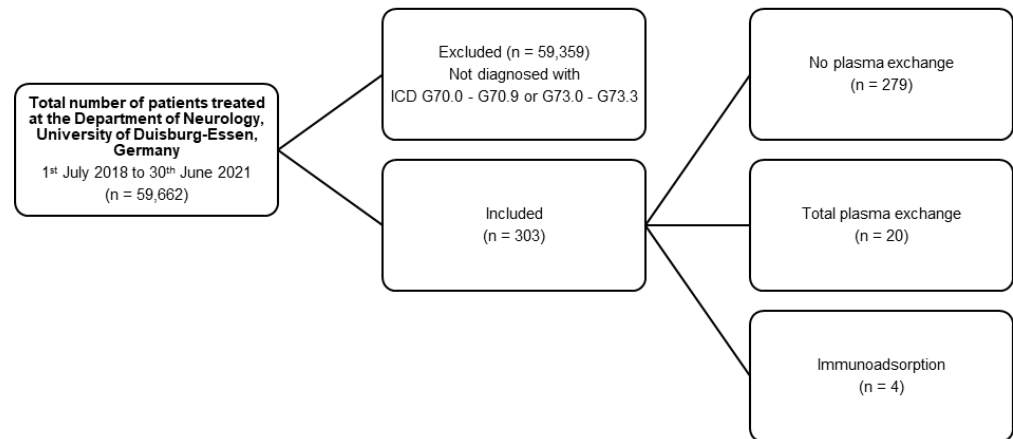 Total number of patients treated
at the Department of Neurology,
University of Duisburg-Essen,
Germany
1st July 2018 to 30th June 2021
(n = 59,662)
Excluded (n = 59,359)
Not diagnosed with
ICD G70.0 - G70.9 or G73.0 - G73.3
Included
(n = 303)
No plasma exchange
(n = 279)
Total plasma exchange
(n = 20)
Immunoadsorption
(n = 4)